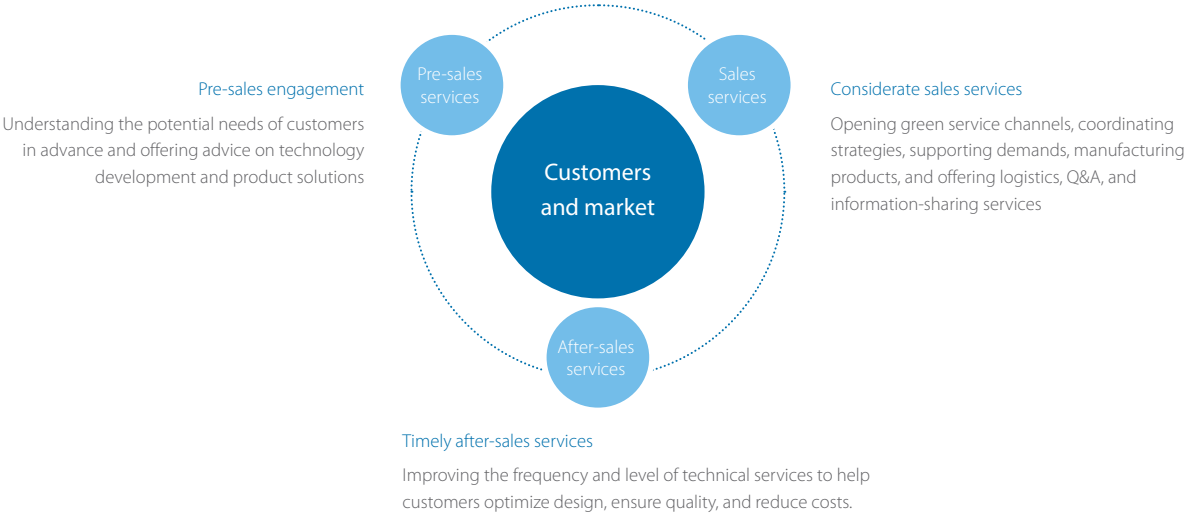 Pre-sales
services
Sales
services
Pre-sales engagement
Understanding the potential needs of customers
in advance and offering advice on technology
development and product solutions
Customers
and market
Considerate sales services
Opening green service channels, coordinating
strategies, supporting demands, manufacturing
products, and offering logistics, Q&A, and
information-sharing services
After-sales
services
Timely after-sales services
Improving the frequency and level of technical services to help
customers optimize design, ensure quality, and reduce costs.